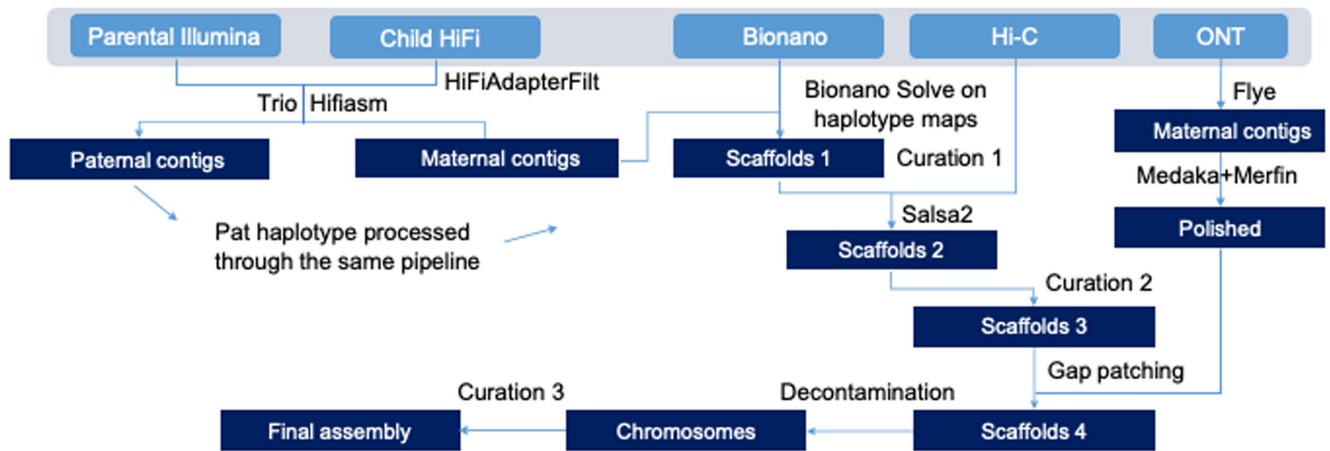 Parental Illumina
Child HiFi
Bionano
Hi-C
ONT
HiFiAdapterFilt
Trio Hifiasm
Bionano Solve on
haplotype maps
Flye
Paternal contigs
Maternal contigs
Scaffolds 1
Curation 1
Maternal contigs
Medaka+Merfin
Salsa2
Pat haplotype processed
through the same pipeline
Scaffolds 2
Polished
Curation 2
Scaffolds 3
Gap patching
Curation 3
Decontamination
Final assembly
Chromosomes
Scaffolds 4